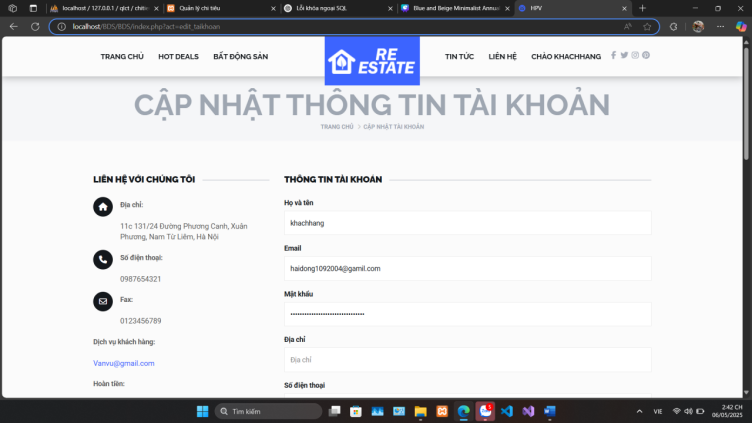 localhost / 127.0.0.1 / qlct / chitie
Quản lý chi tiêu
Lỗi khóa ngoại SQL
Blue and Beige Minimalist Annua
HPV
localhost/BDS/BDS/index.php?act=edit_taikhoan
TRANG CHỦ
HOT DEALS
BẤT ĐỘNG SẢN
RE
ESTATE
TIN TỨC
LIÊN HỆ
CHÀO KHACHHANG
CẬP NHẬT THÔNG TIN TÀI KHOẢN
TRANG CHỦ > CẬP NHẬT TÀI KHOẢN
LIÊN HỆ VỚI CHÚNG TÔI
Địa chỉ:
11c 131/24 Đường Phương Canh, Xuân
Phương, Nam Từ Liêm, Hà Nội
Số điện thoại:
0987654321
Fax:
0123456789
Dịch vụ khách hàng:
Vanvu@gmail.com
Hoàn tiền:
THÔNG TIN TÀI KHOẢN
Họ và tên
khachhang
Email
haidong1092004@gamil.com
Mật khẩu
Địa chỉ
Địa chỉ
Số điện thoại
Tìm kiếm
VIE
2:42 CH
06/05/2025